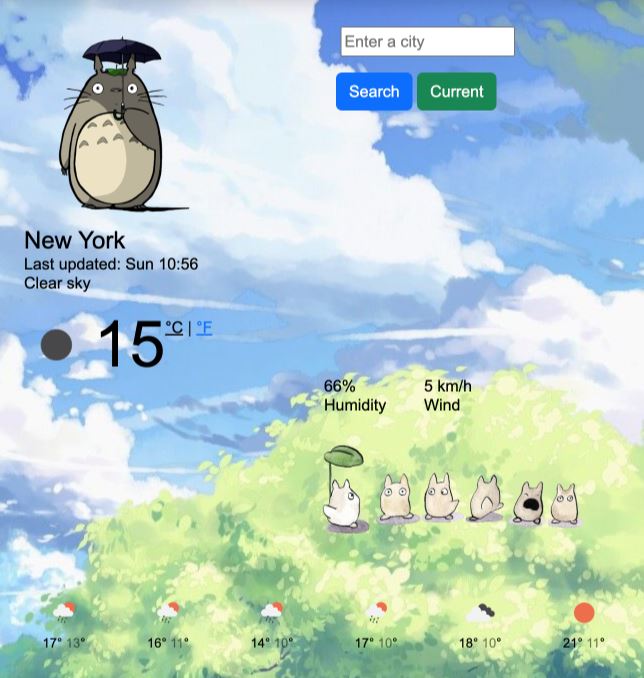 Enter a city
Search Current
New York
Last updated: Sun 10:56
Clear sky
15 °C | °F
66% 5 km/h
Humidity Wind
17° 13° 16° 11° 14° 10° 17° 10° 18° 10° 21° 11°